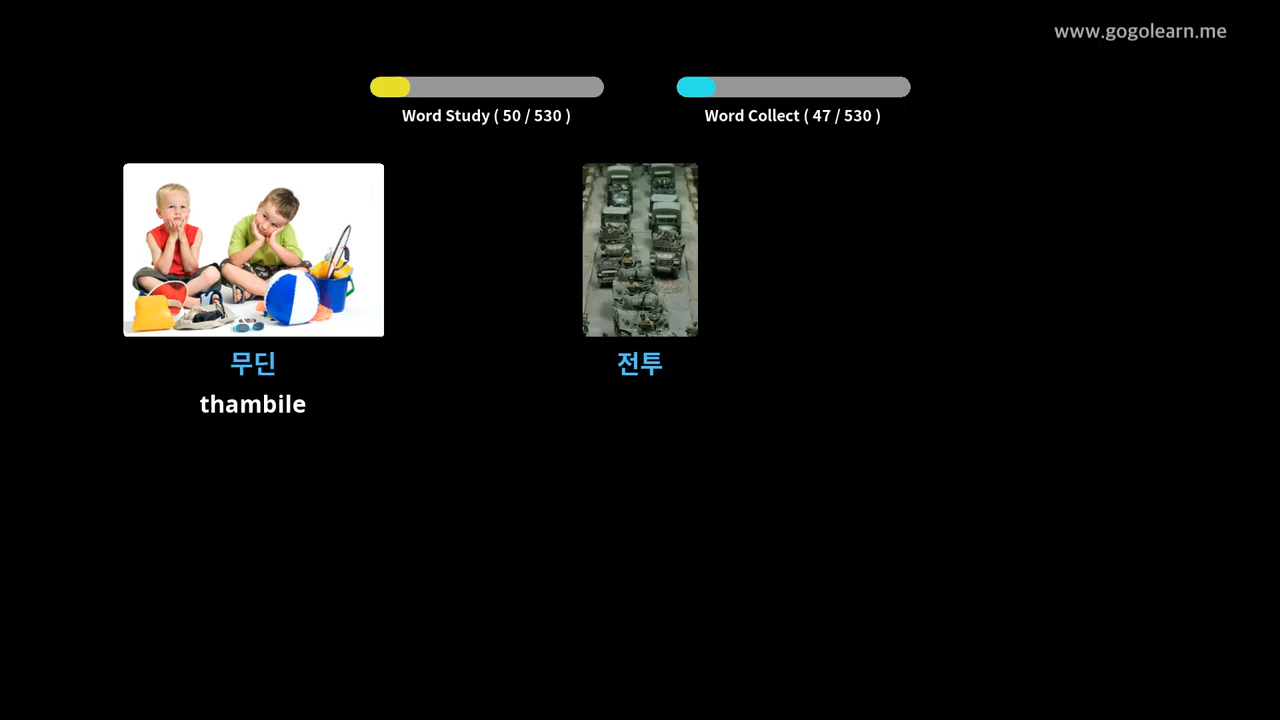 www.gogolearn.me
Word Study ( 50 / 530 )
Word Collect ( 47 / 530 )
무딘
thambile
전투